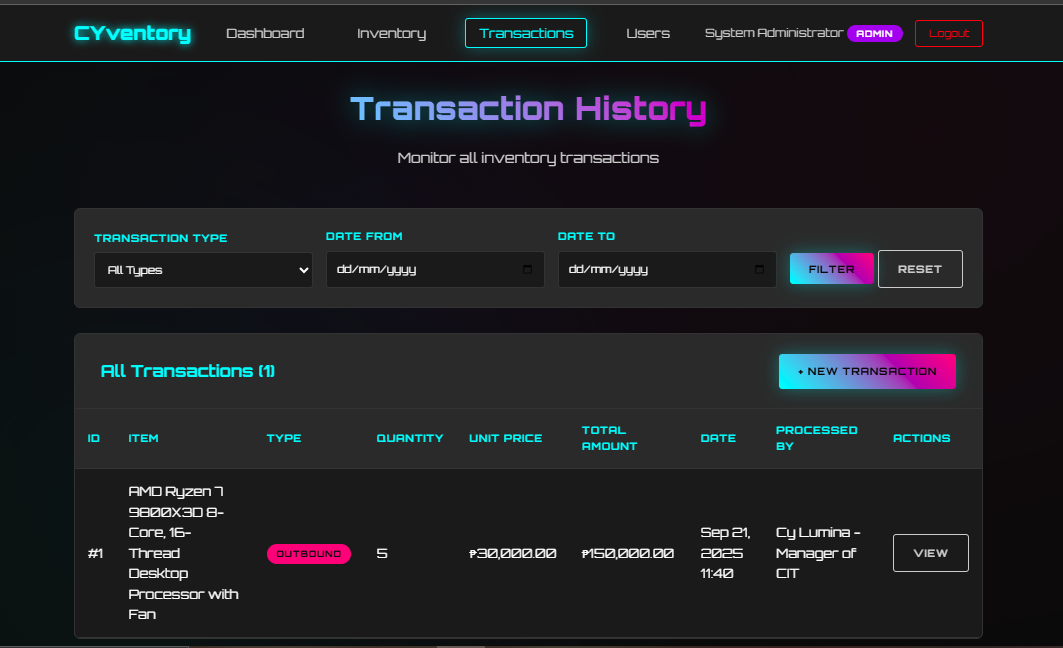 CYventory Dashboard Inventory Transactions Users System Administrator ADMIN Logout
Transaction History
Monitor all inventory transactions
TRANSACTION TYPE DATE FROM DATE TO
All Types dd/mm/yyyy dd/mm/yyyy FILTER RESET
All Transactions (1) + NEW TRANSACTION
ID ITEM TYPE QUANTITY UNIT PRICE TOTAL AMOUNT DATE PROCESSED BY ACTIONS
#1
AMD Ryzen 7
9800X3D 8-
Core, 16-
Thread
Desktop
Processor with
Fan
OUTBOUND
5
₱30,000.00
₱150,000.00
Sep 21,
2025
11:40
Cy Lumina -
Manager of
CIT
VIEW